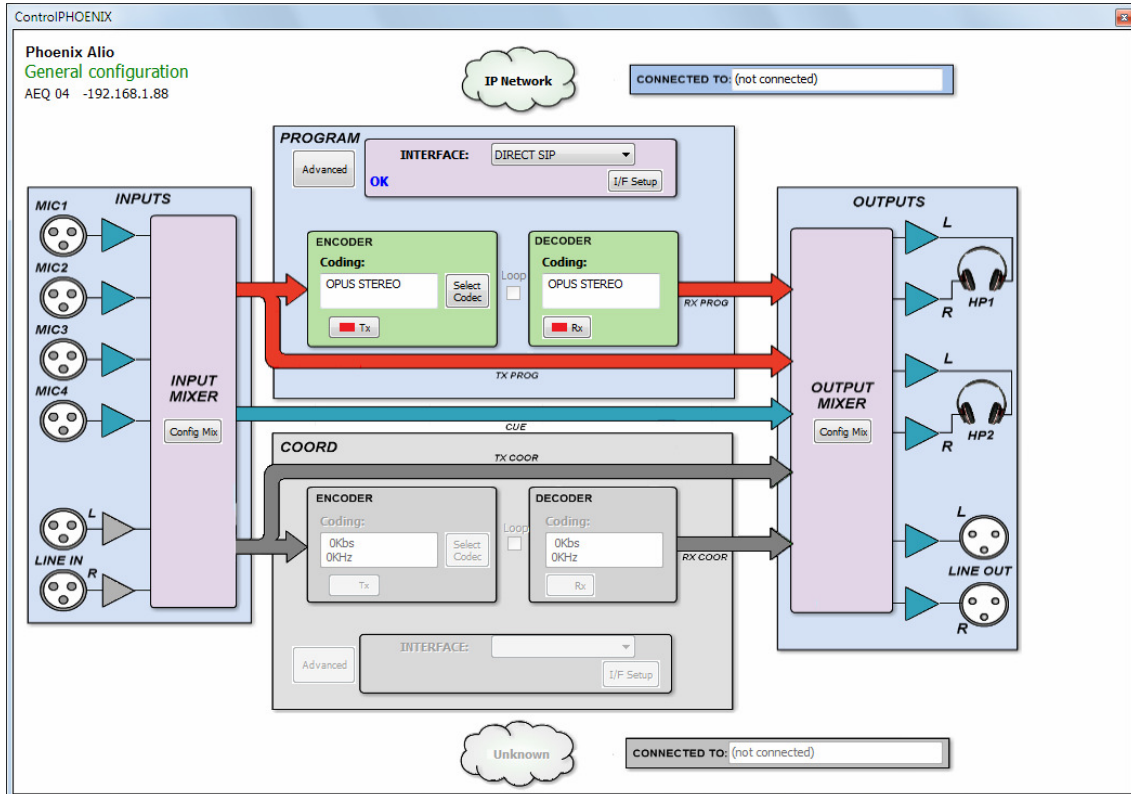 ControlPHOENIX
Phoenix Alio
General configuration
AEQ 04 -192.168.1.88
IP Network
CONNECTED TO: (not connected)
PROGRAM
Advanced
INTERFACE: DIRECT SIP
OK
I/F Setup
INPUTS
MIC1
MIC2
MIC3
MIC4
L
LINE IN
R
INPUT
MIXER
Config Mix
ENCODER
Coding:
OPUS STEREO
Select
Codec
Tx
Loop
DECODER
Coding:
OPUS STEREO
Rx
RX PROG
TX PROG
CUE
COORD
TX COOR
ENCODER
Coding:
0Kbs
0KHz
Select
Codec
Tx
Loop
DECODER
Coding:
0Kbs
0KHz
Rx
RX COOR
Advanced
INTERFACE:
I/F Setup
OUTPUTS
OUTPUT
MIXER
Config Mix
L
HP1
R
L
HP2
R
L
LINE OUT
R
Unknown
CONNECTED TO: (not connected)